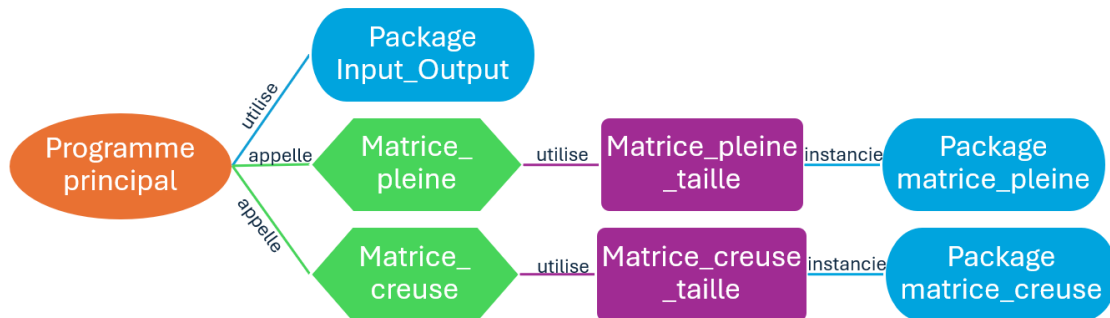 Package
Input_Output
utilise
Programme
principal
appelle
Matrice_
pleine
utilise
Matrice_pleine
_taille
instancie
Package
matrice_pleine
appelle
Matrice_
creuse
utilise
Matrice_creuse
_taille
instancie
Package
matrice_creuse